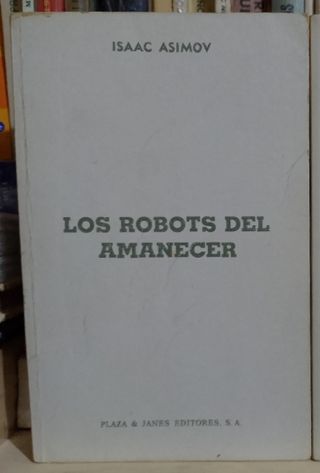 ISAAC ASIMOV
LOS ROBOTS DEL
AMANECER
PLAZA & JANES EDITORES, S. A.